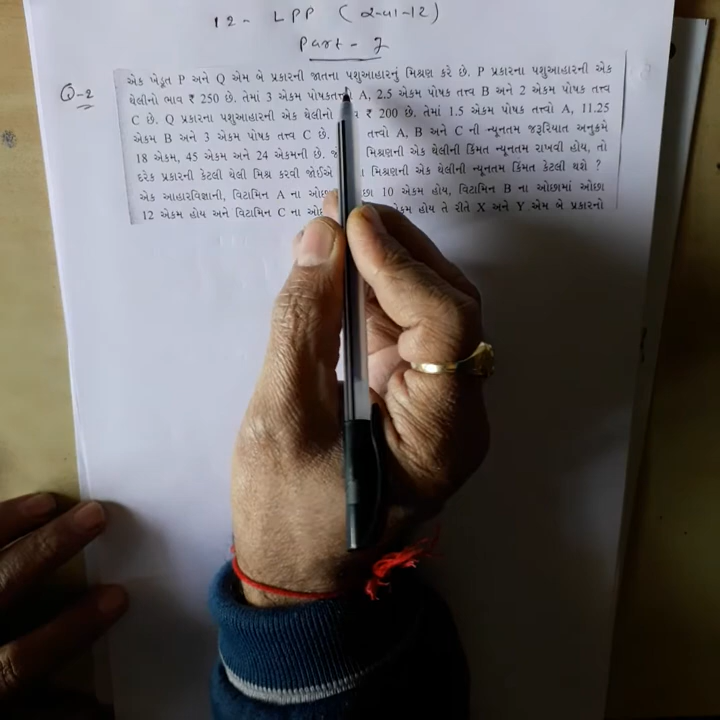 12 - LPP ( ૨-વા-12)
Part - 7
Q-2
એક ખેડૂત P અને Q એમ બે પ્રકારની જાતના પશુઆહારનું મિશ્રણ કરે છે. P પ્રકારના પશુઆહારની એક
થેલીનો ભાવ ₹ 250 છે. તેમાં 3 એકમ A, 2.5 એકમ પોષક તત્ત્વ B અને 2 એકમ પોષક તત્ત્વ
C છે. Q પ્રકારના પશુઆહારની એક થેલીનો ₹ 200 છે. તેમાં 1.5 એકમ પોષક તત્ત્વો A, 11.25
એકમ B અને 3 એકમ પોષક તત્ત્વ C છે. તત્ત્વો A, B અને C ની ન્યૂનતમ જરૂરિયાત અનુક્રમે
18 એકમ, 45 એકમ અને 24 એકમની છે. મિશ્રણની એક થેલીની કિંમત ન્યૂનતમ રાખવી હોય, તો
દરેક પ્રકારની કેટલી થેલી મિશ્ર કરવી જોઈએ મિશ્રણની એક થેલીની ન્યૂનતમ કિંમત કેટલી થશે ?
એક આહારવિજ્ઞાની, વિટામિન A ના 10 એકમ હોય, વિટામિન B ના ઓછામાં ઓછા
12 એકમ હોય અને વિટામિન C ના હોય તે રીતે X અને Y એમ બે પ્રકારનો